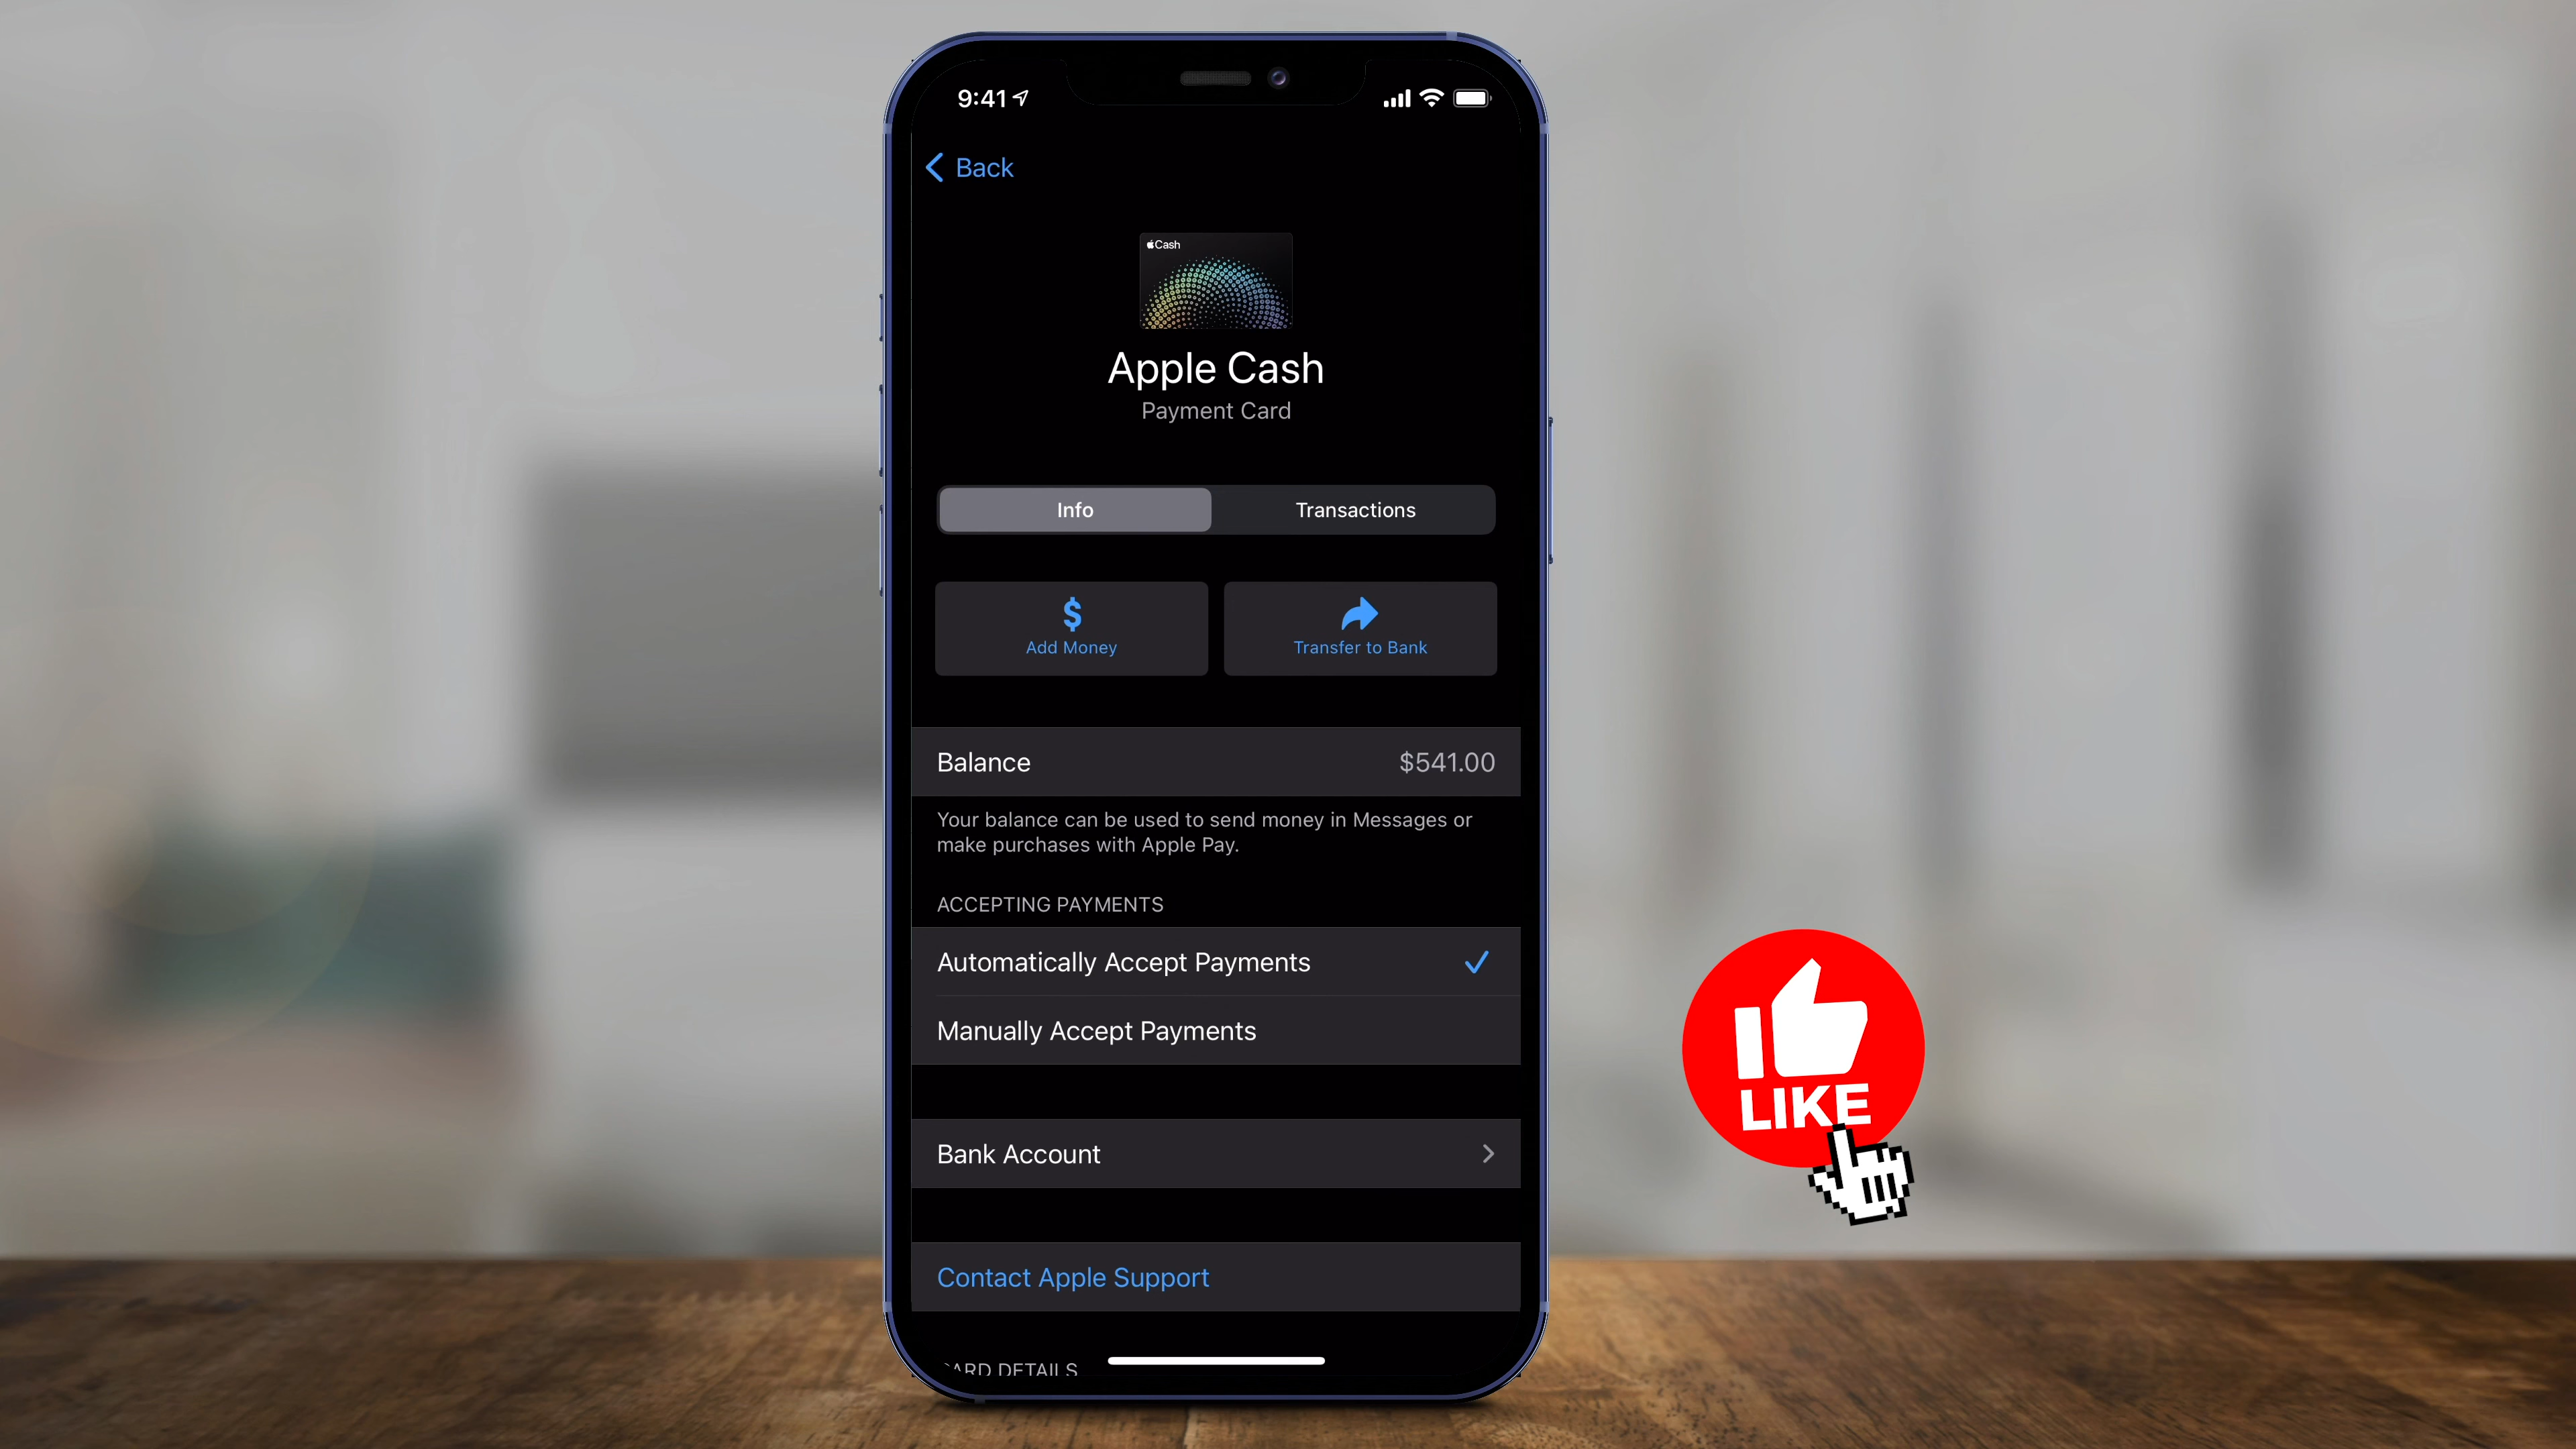 9:41
Back
Cash
Apple Cash
Payment Card
Info
Transactions
$
Add Money
Transfer to Bank
Balance
$541.00
Your balance can be used to send money in Messages or
make purchases with Apple Pay.
ACCEPTING PAYMENTS
Automatically Accept Payments
Manually Accept Payments
Bank Account
Contact Apple Support
CARD DETAILS
LIKE